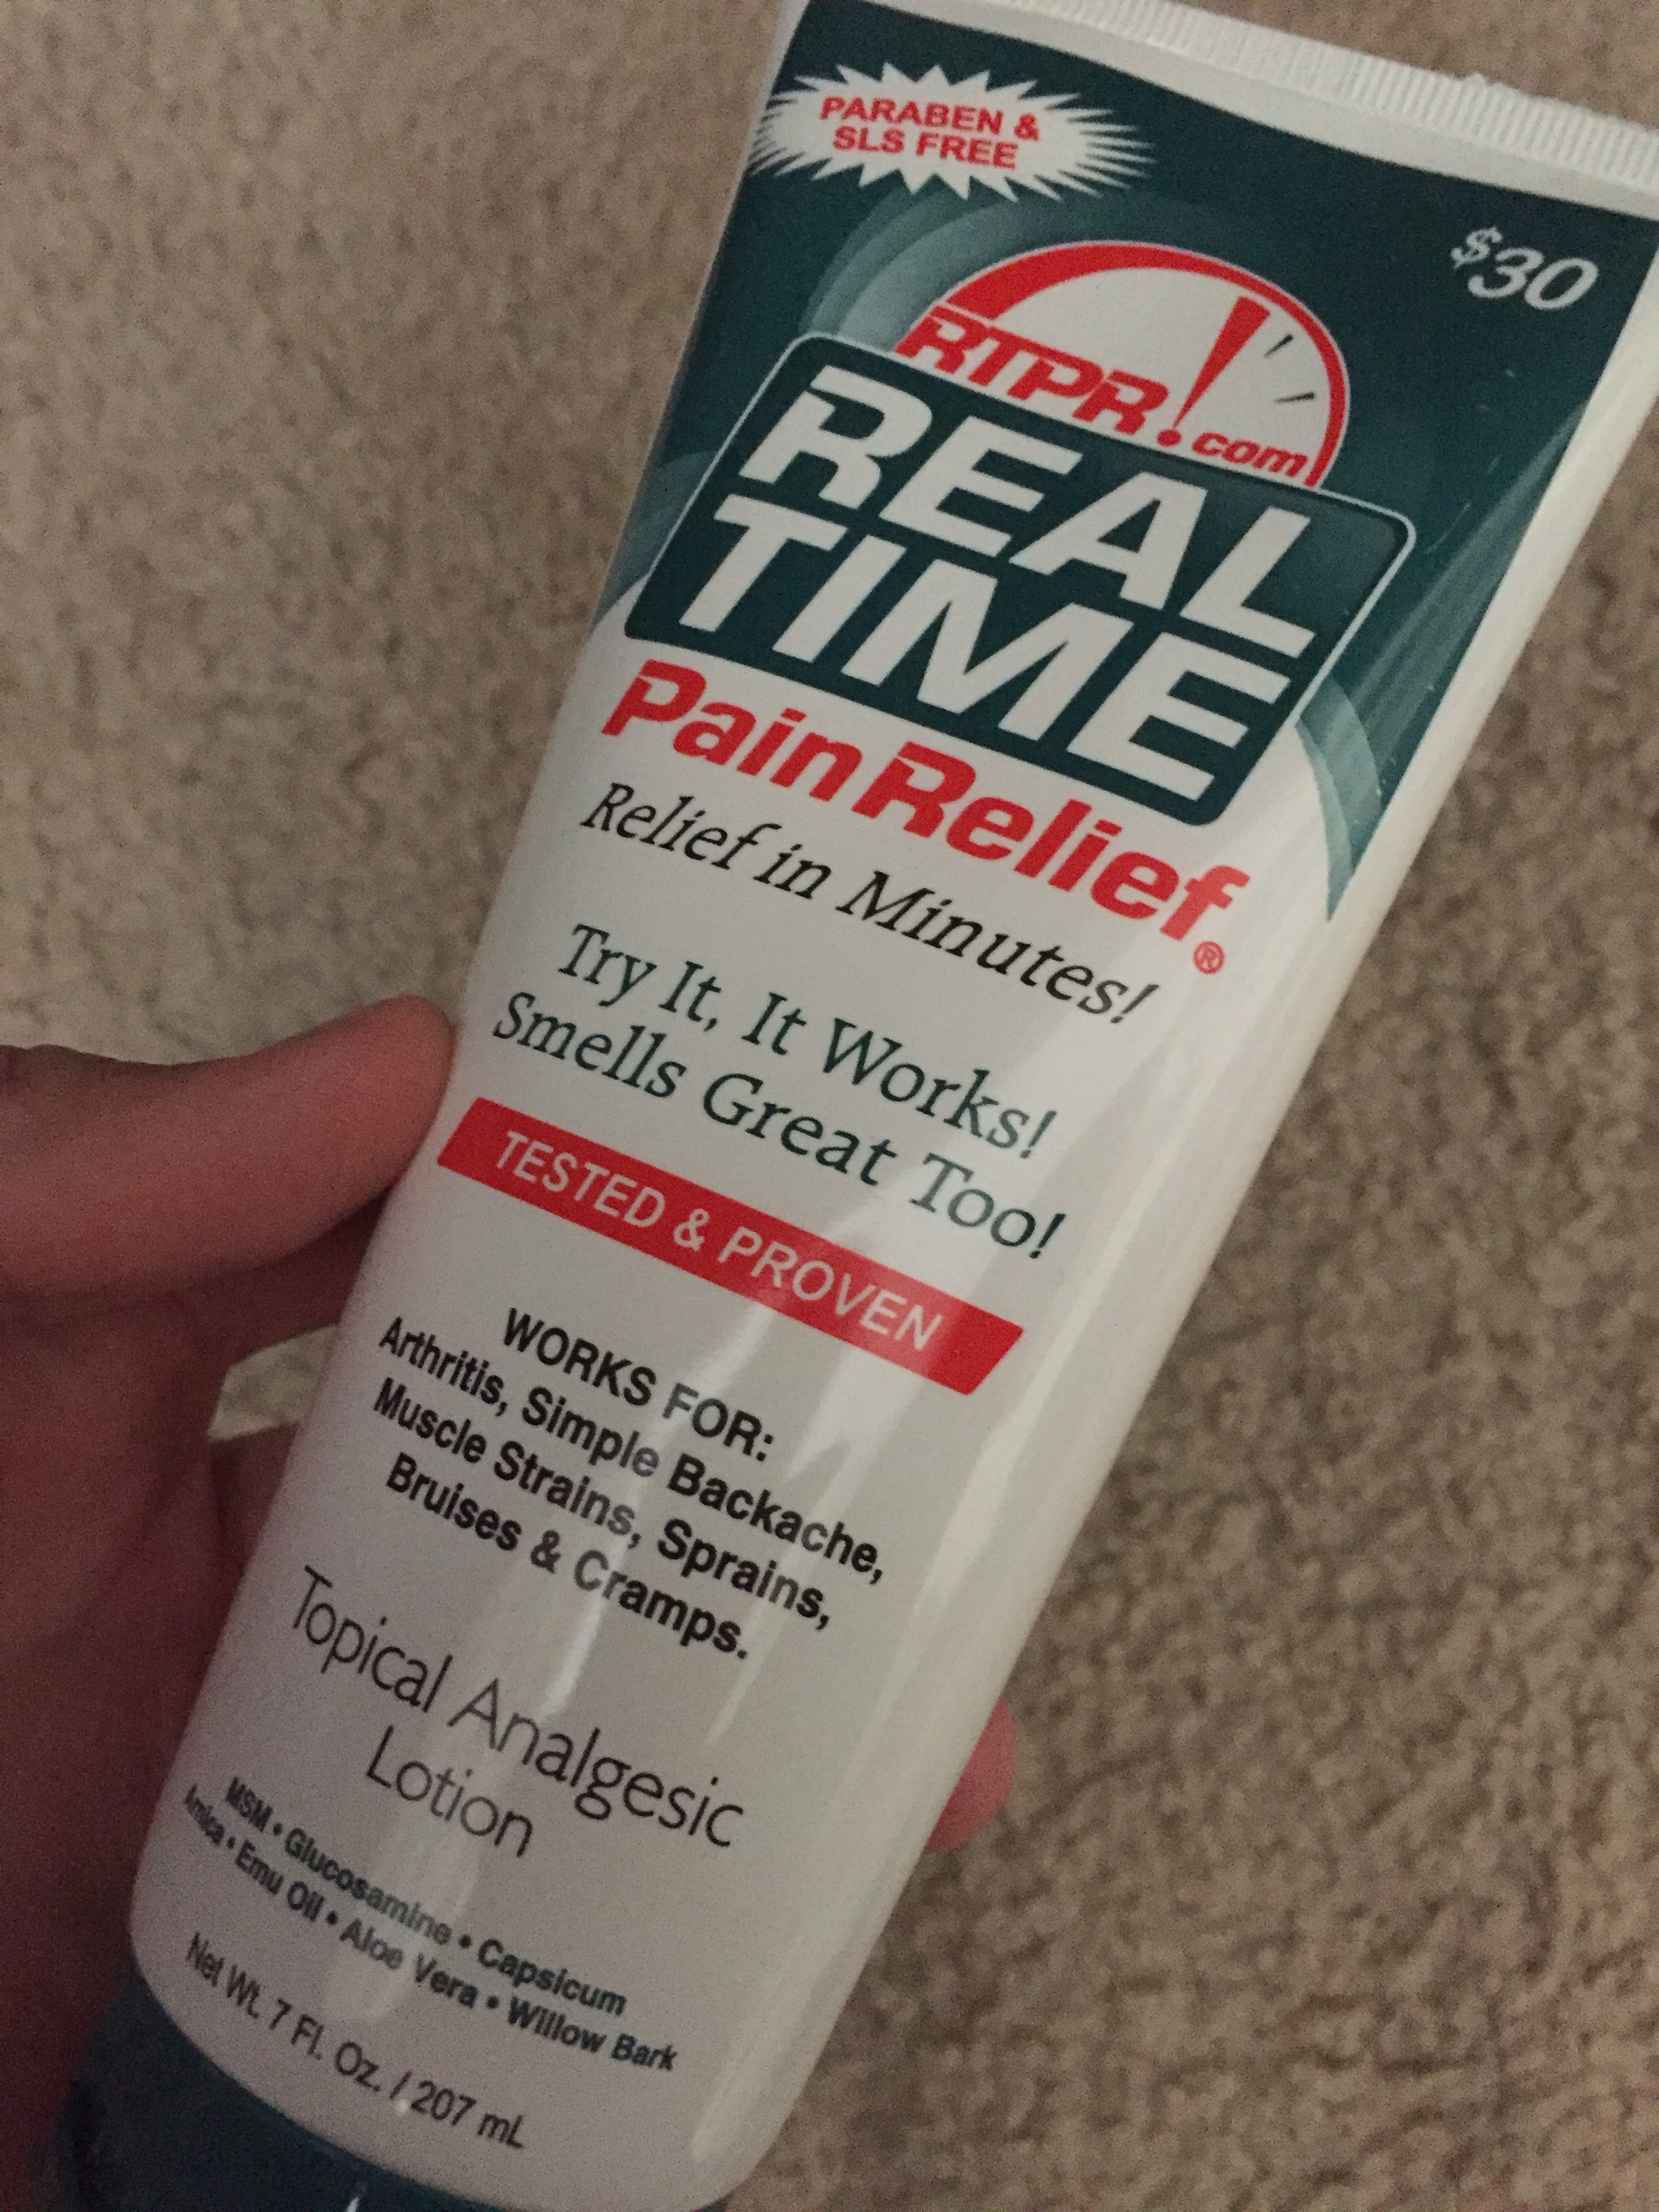 PARABEN &
SLS FREE
$30
RTPR!.com
REAL
TIME
Pain Relief®
Relief in Minutes!
Try It, It Works!
Smells Great Too!
TESTED & PROVEN
WORKS FOR:
Arthritis, Simple Backache,
Muscle Strains, Sprains,
Bruises & Cramps.
Topical Analgesic
Lotion
MSM • Glucosamine • Capsicum
Arnica • Emu Oil • Aloe Vera • Willow Bark
Net Wt. 7 Fl. Oz. / 207 mL